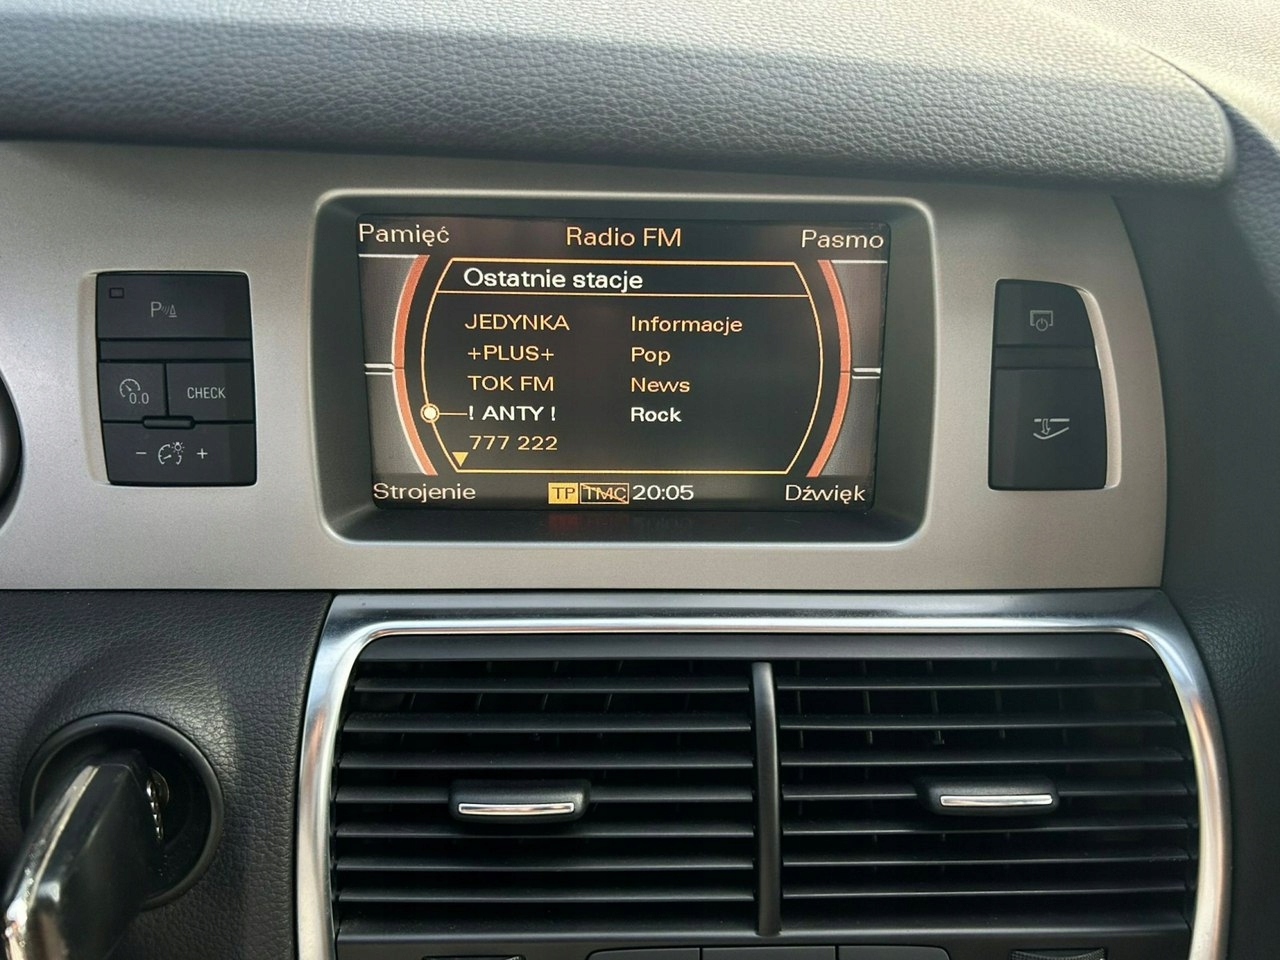 Pamięć Radio FM Pasmo
Ostatnie stacje
JEDYNKA Informacje
+PLUS+ Pop
TOK FM News
! ANTY ! Rock
777 222
Strojenie TP TMC 20:05 Dźwięk
P
0.0 CHECK
- +